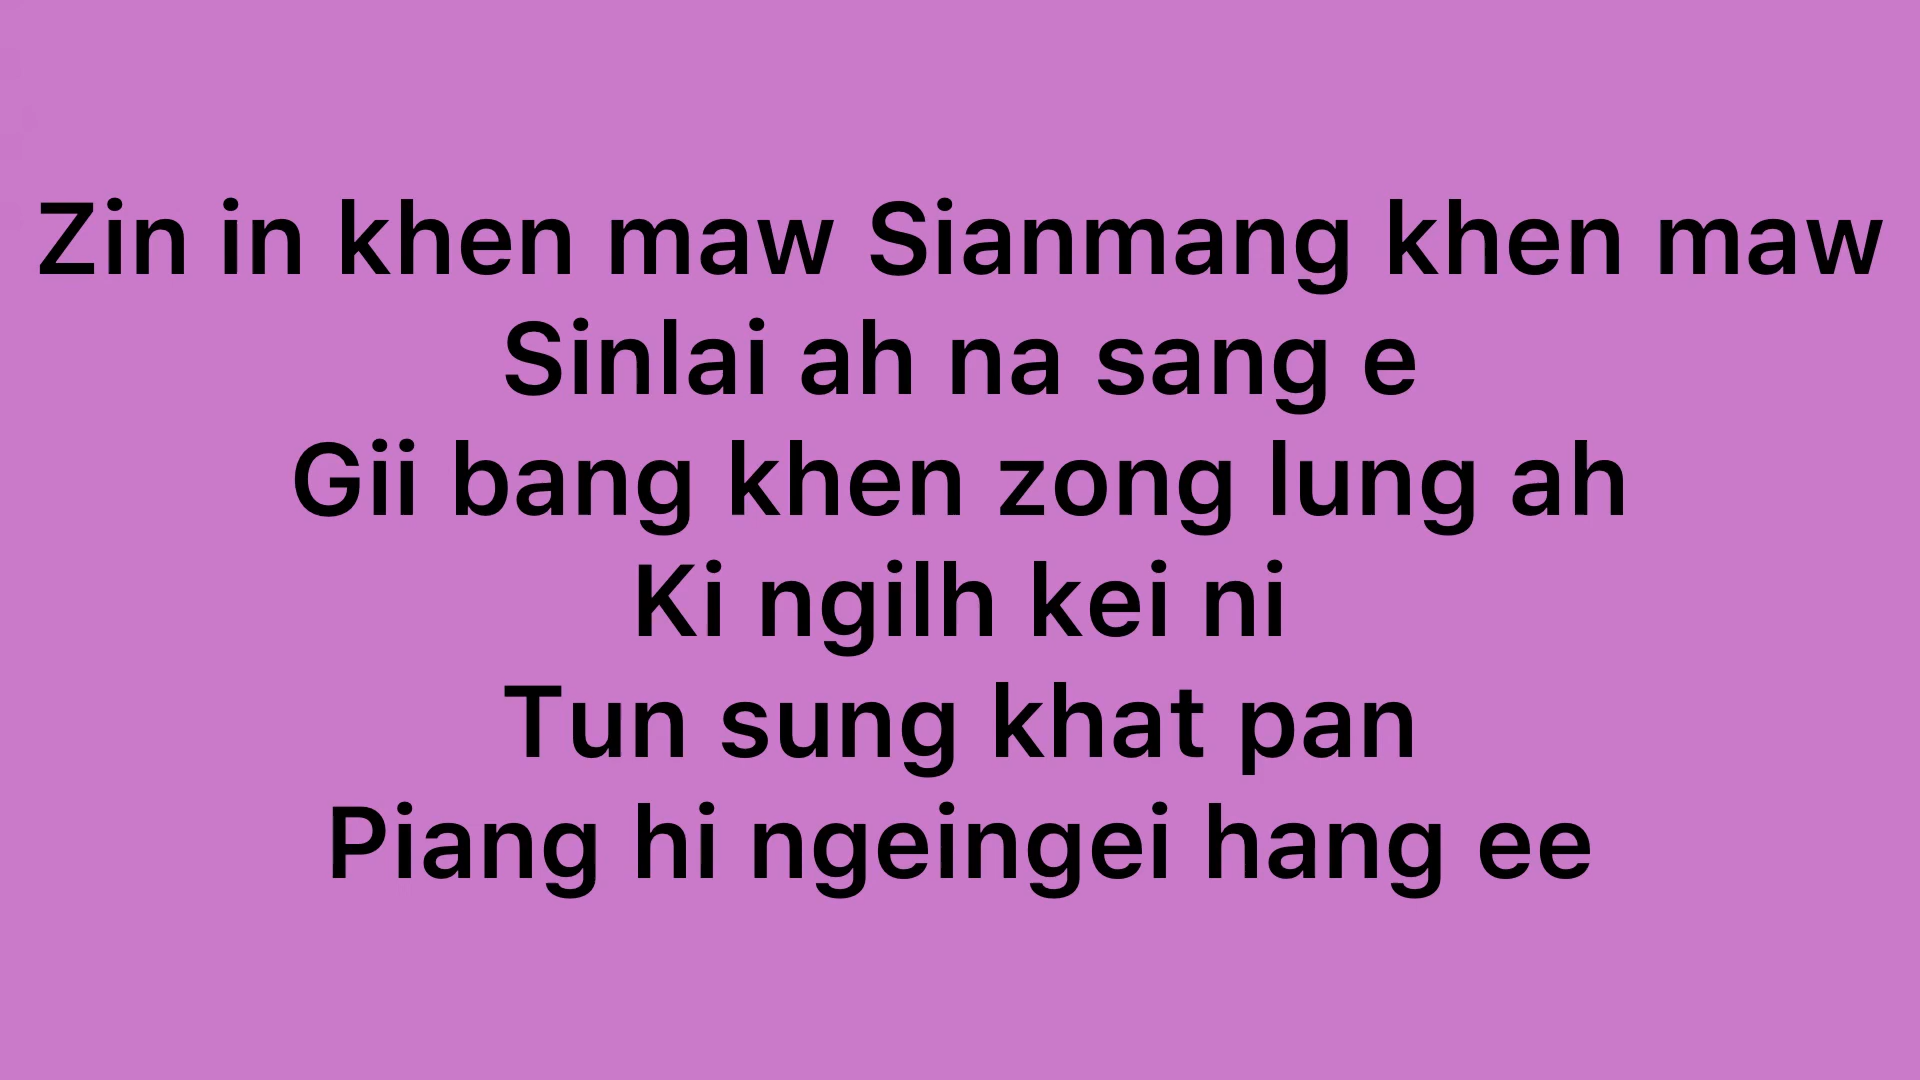 Zin in khen maw Sianmang khen maw
Sinlai ah na sang e
Gii bang khen zong lung ah
Ki ngilh kei ni
Tun sung khat pan
Piang hi ngeingei hang ee